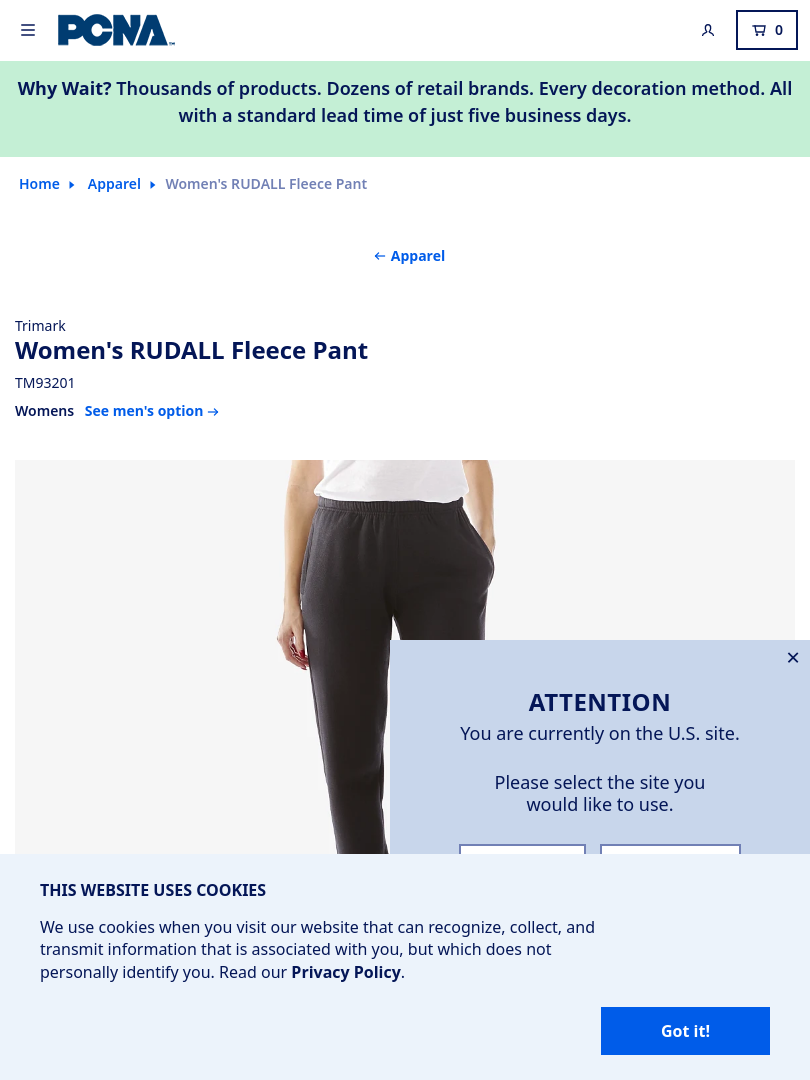 PCNA
0
Why Wait? Thousands of products. Dozens of retail brands. Every decoration method. All
with a standard lead time of just five business days.
Home Apparel Women's RUDALL Fleece Pant
← Apparel
Trimark
Women's RUDALL Fleece Pant
TM93201
Womens See men's option →
ATTENTION
You are currently on the U.S. site.
Please select the site you
would like to use.
THIS WEBSITE USES COOKIES
We use cookies when you visit our website that can recognize, collect, and
transmit information that is associated with you, but which does not
personally identify you. Read our Privacy Policy.
Got it!